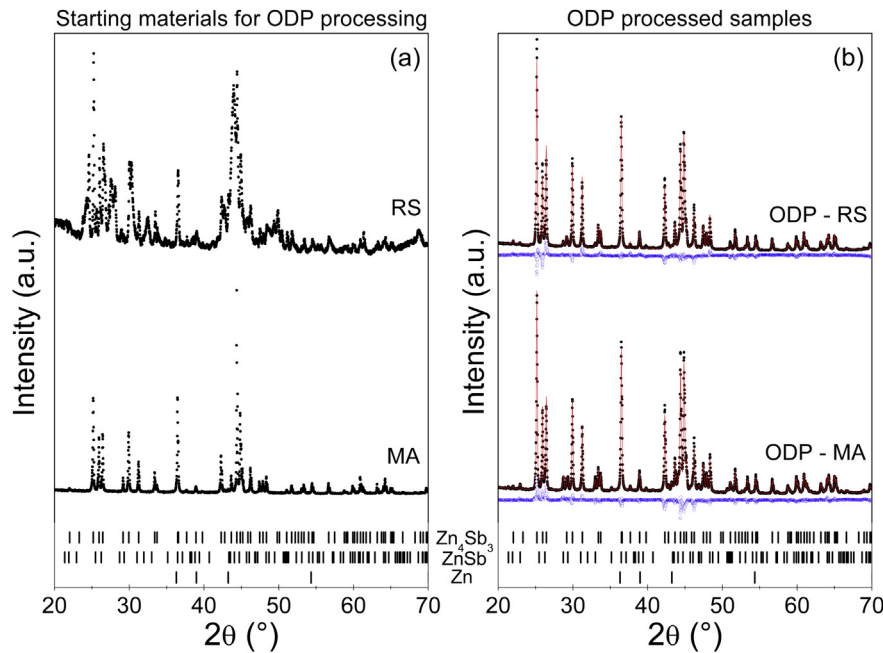 Starting materials for ODP processing
ODP processed samples
(a)
(b)
RS
ODP - RS
MA
ODP - MA
Intensity (a.u.)
Intensity (a.u.)
Zn4Sb3
ZnSb
Zn
20 30 40 50 60 70
20 30 40 50 60 70
2θ (°)
2θ (°)